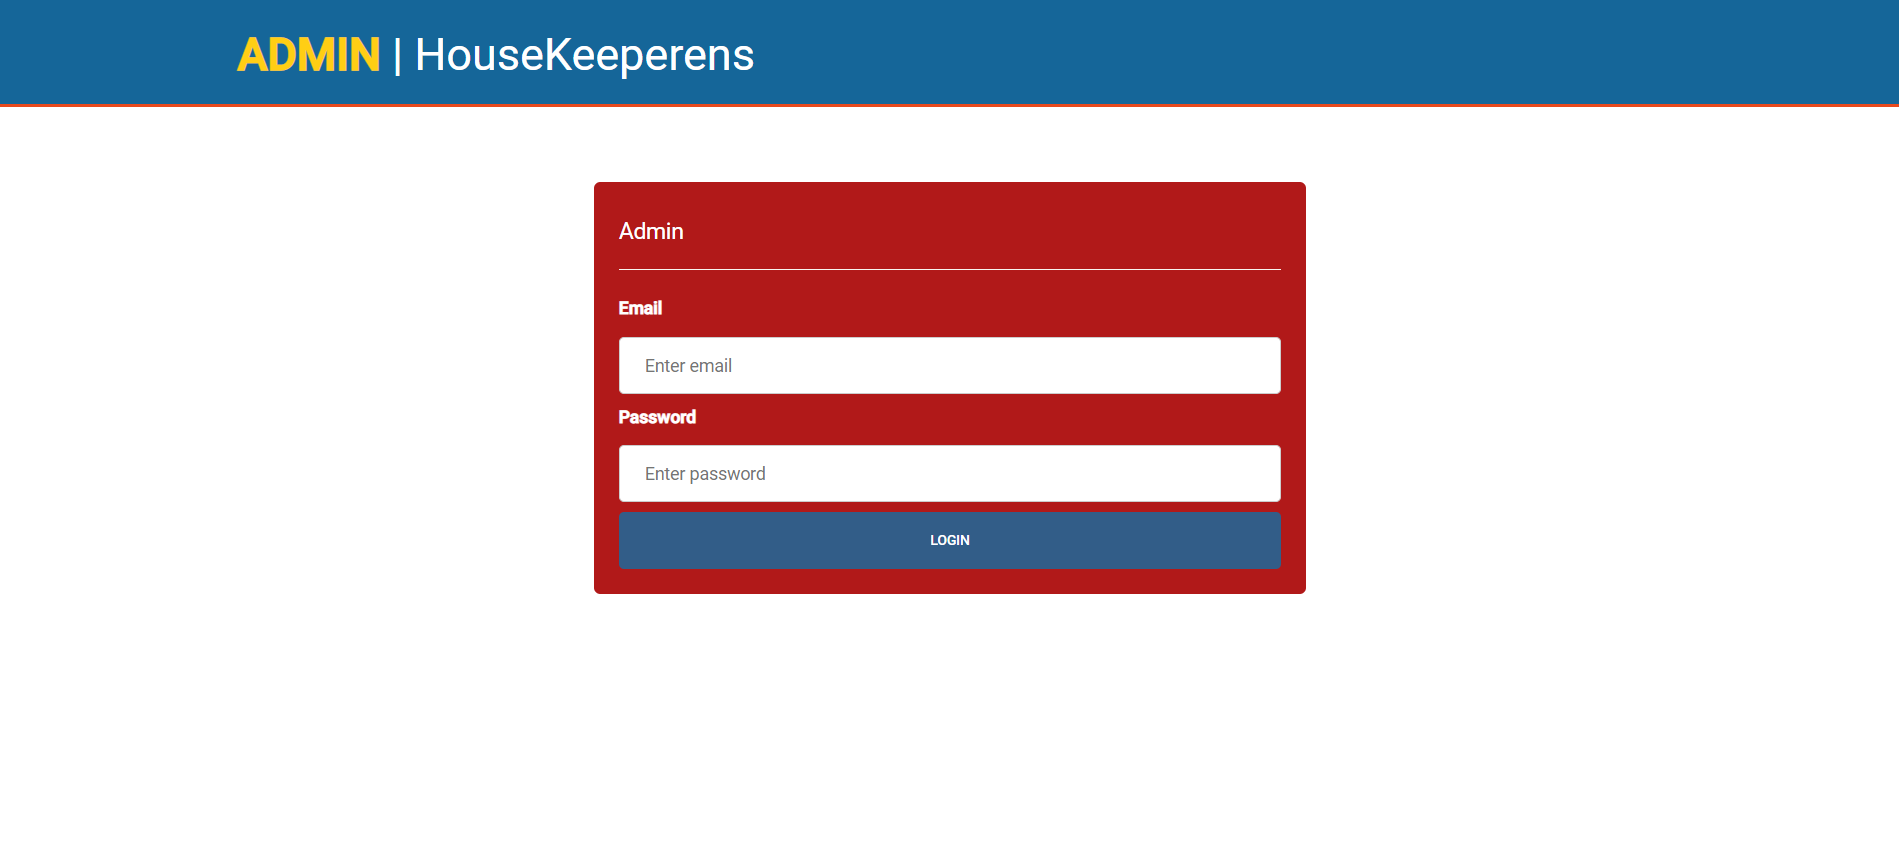 ADMIN | HouseKeeperens
Admin
Email
Enter email
Password
Enter password
LOGIN